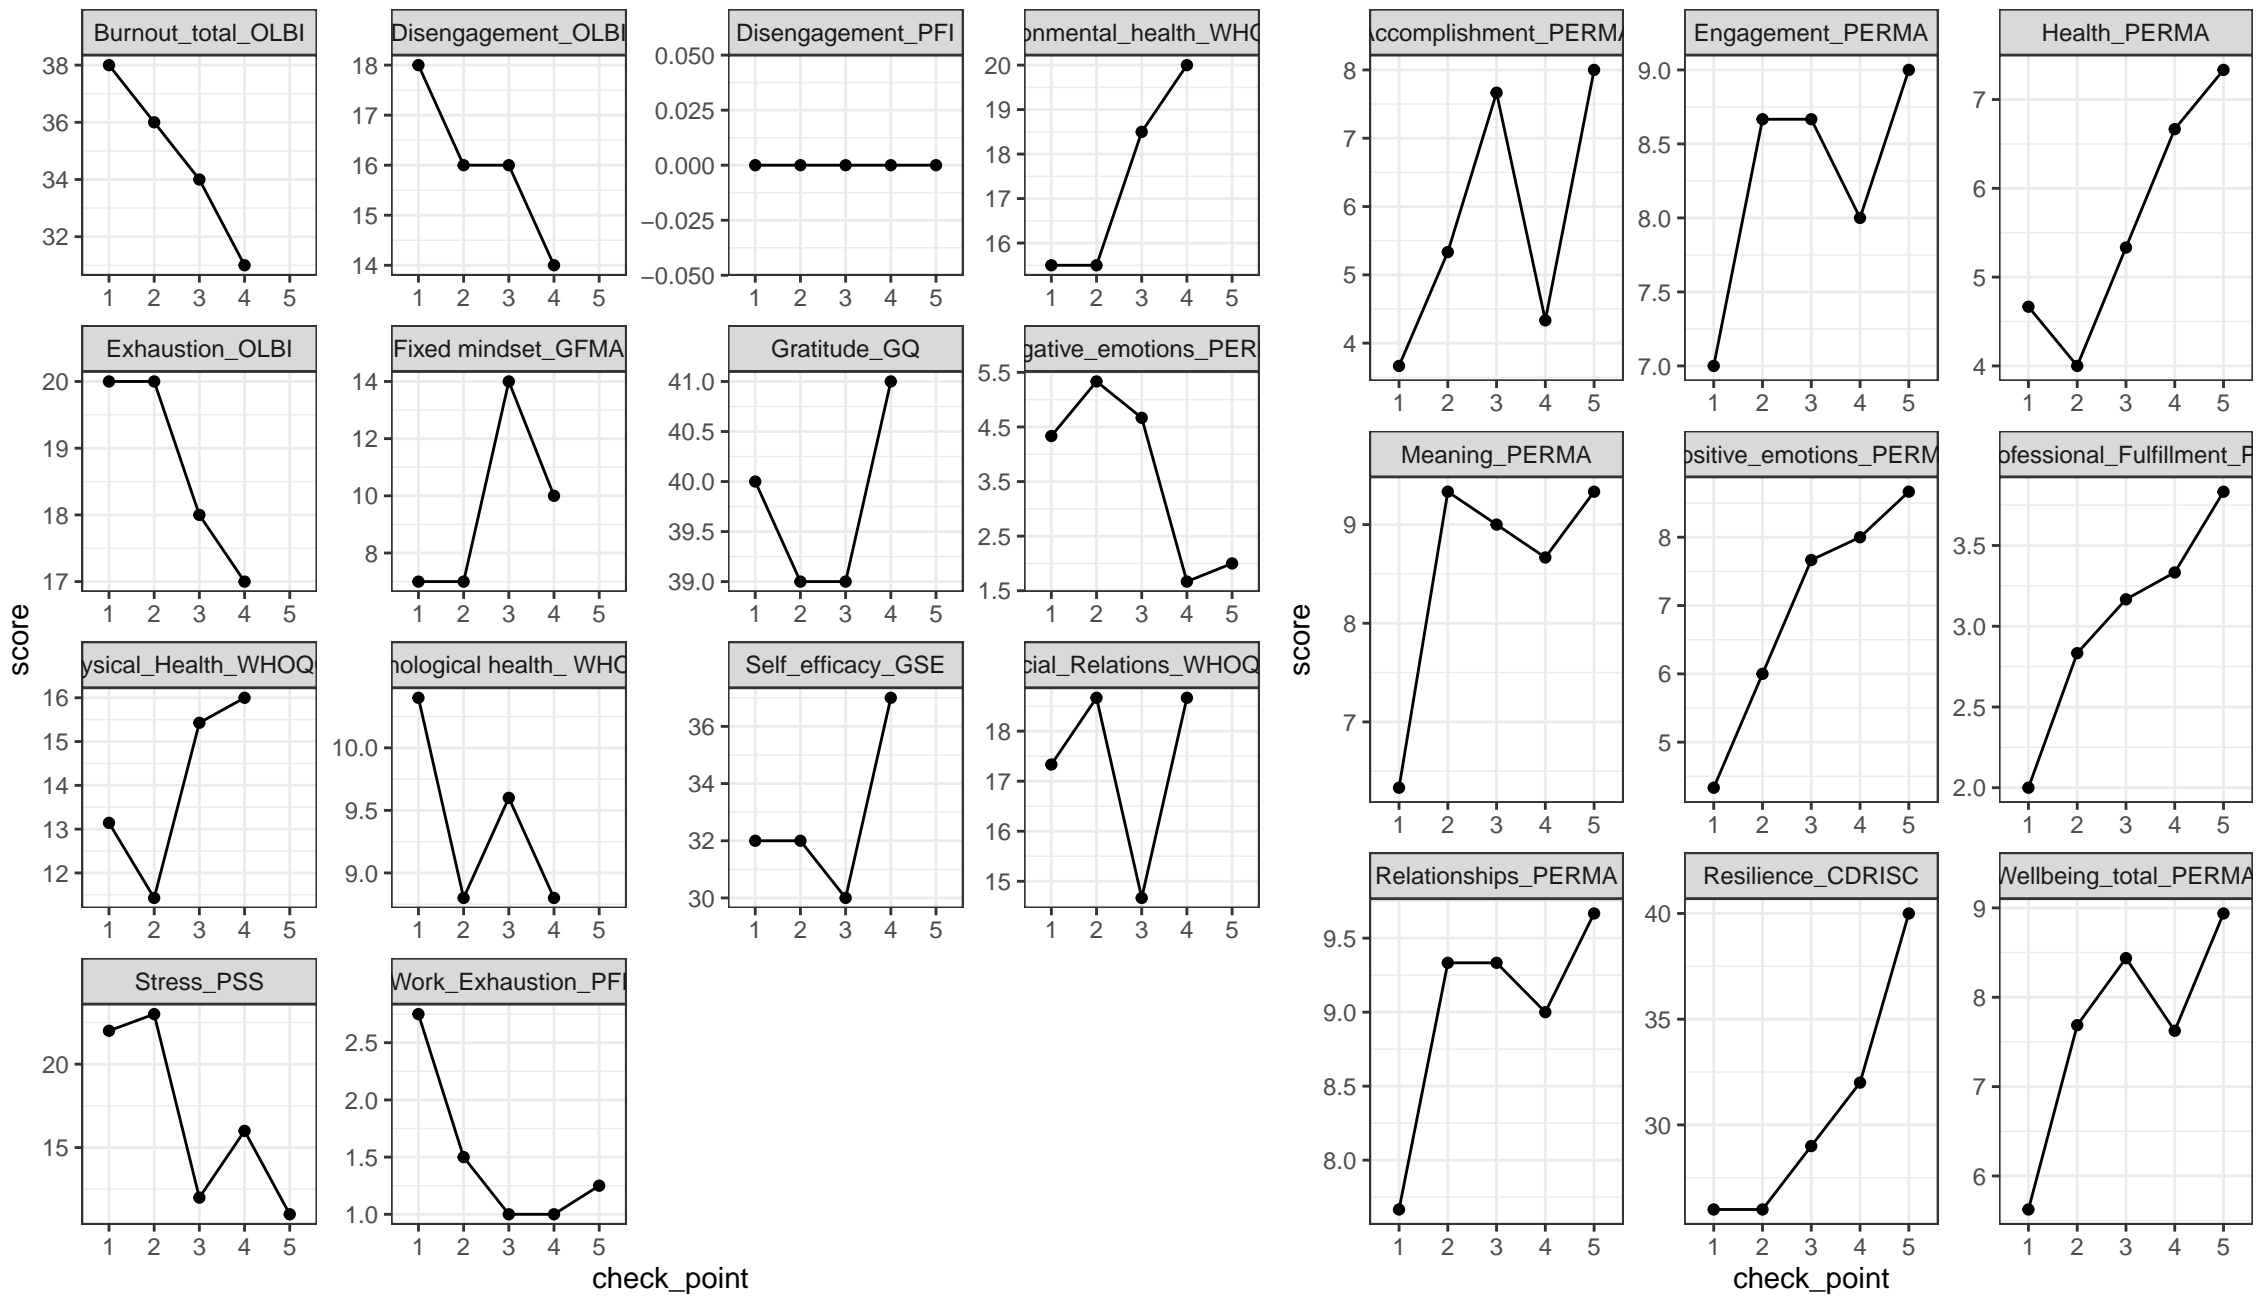 Burnout_total_OLBI
38
36
34
32
1 2 3 4 5
Disengagement_OLBI
18
17
16
15
14
1 2 3 4 5
Disengagement_PFI
0.050
0.025
0.000
−0.025
−0.050
1 2 3 4 5
onmental_health_WHO
20
19
18
17
16
1 2 3 4 5
Exhaustion_OLBI
20
19
18
17
1 2 3 4 5
Fixed mindset_GFMA
14
12
10
8
1 2 3 4 5
Gratitude_GQ
41.0
40.5
40.0
39.5
39.0
1 2 3 4 5
gative_emotions_PER
5.5
4.5
3.5
2.5
1.5
1 2 3 4 5
score
ysical_Health_WHOQ
16
15
14
13
12
1 2 3 4 5
hological health_ WHO
10.0
9.5
9.0
1 2 3 4 5
Self_efficacy_GSE
36
34
32
30
1 2 3 4 5
cial_Relations_WHOQ
18
17
16
15
1 2 3 4 5
Stress_PSS
20
15
1 2 3 4 5
Work_Exhaustion_PFI
2.5
2.0
1.5
1.0
1 2 3 4 5
check_point
Accomplishment_PERMA
8
7
6
5
4
1 2 3 4 5
Engagement_PERMA
9.0
8.5
8.0
7.5
7.0
1 2 3 4 5
Health_PERMA
7
6
5
4
1 2 3 4 5
score
Meaning_PERMA
9
8
7
1 2 3 4 5
ositive_emotions_PERM
8
7
6
5
1 2 3 4 5
ofessional_Fulfillment_P
3.5
3.0
2.5
2.0
1 2 3 4 5
Relationships_PERMA
9.5
9.0
8.5
8.0
1 2 3 4 5
Resilience_CDRISC
40
35
30
1 2 3 4 5
Wellbeing_total_PERMA
9
8
7
6
1 2 3 4 5
check_point